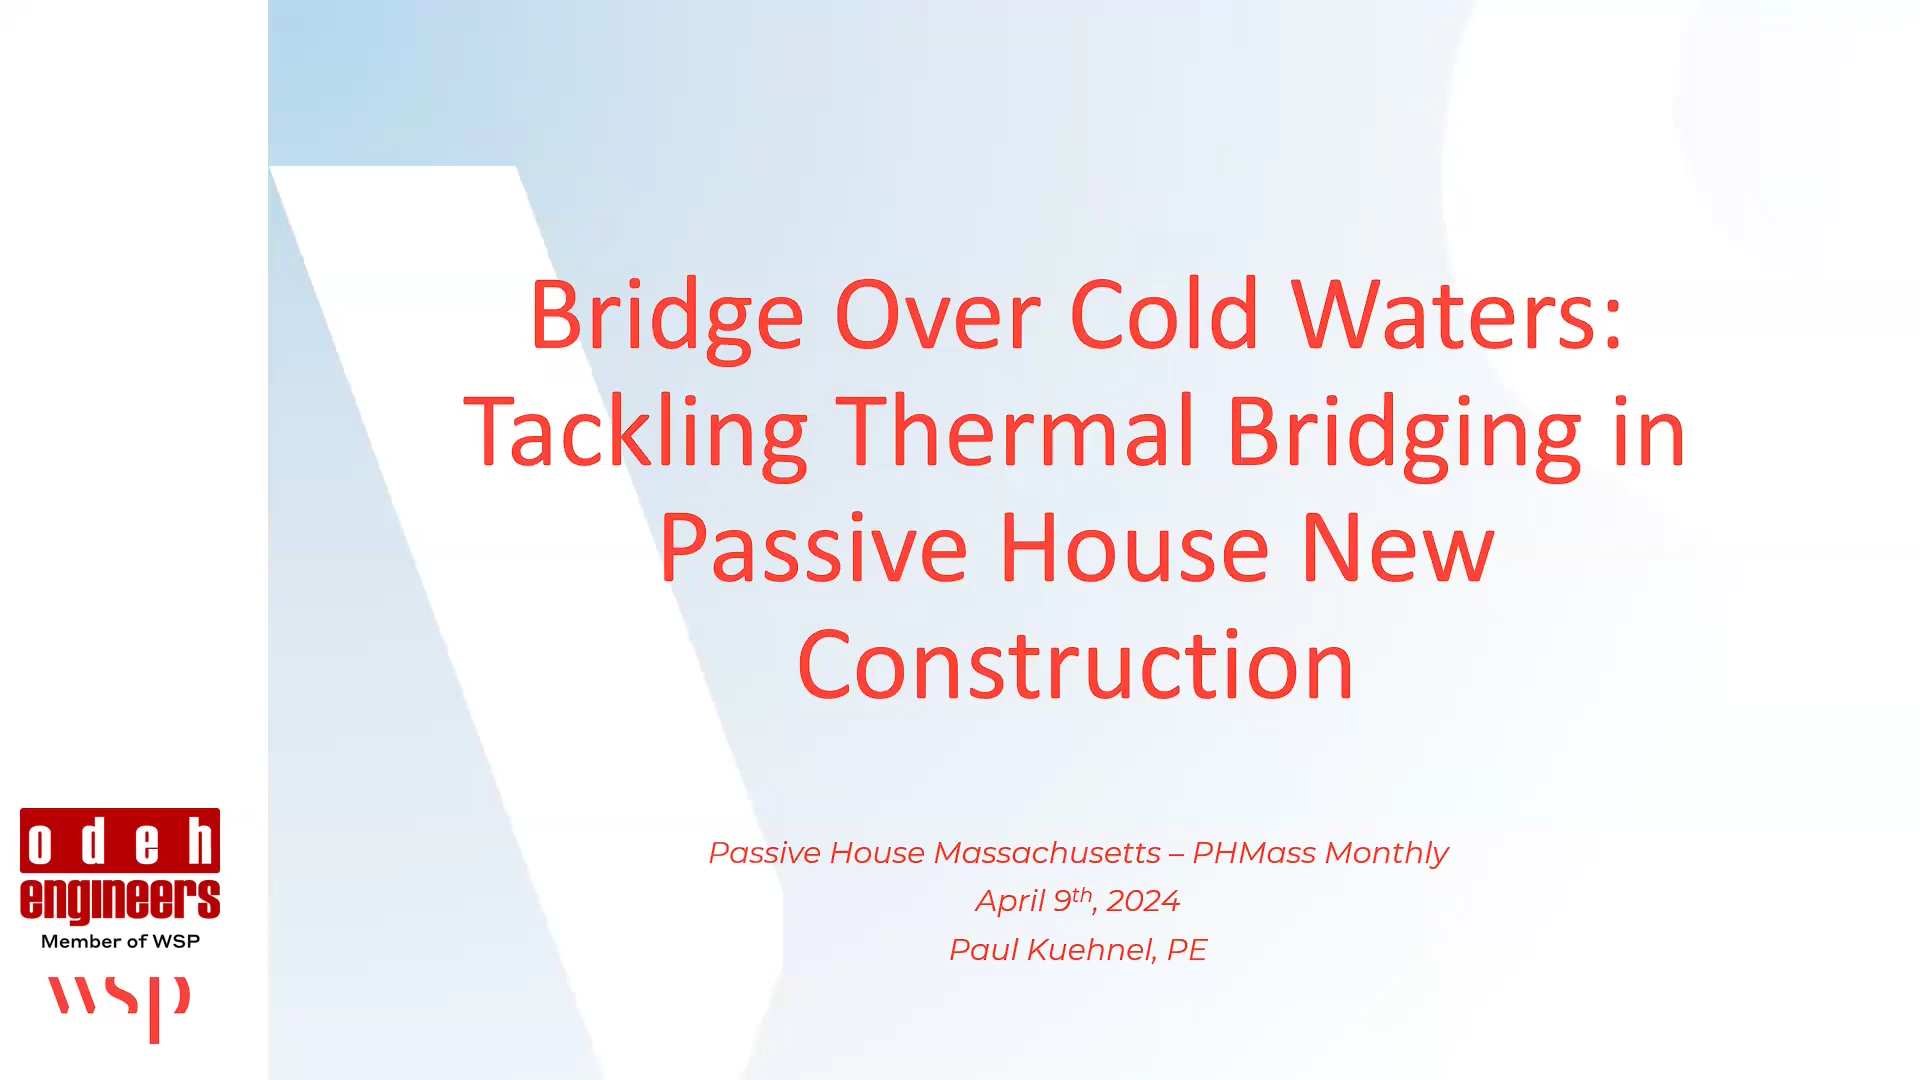 Bridge Over Cold Waters:
Tackling Thermal Bridging in
Passive House New
Construction
Passive House Massachusetts – PHMass Monthly
April 9th, 2024
Paul Kuehnel, PE
odeh
engineers
Member of WSP
wsp